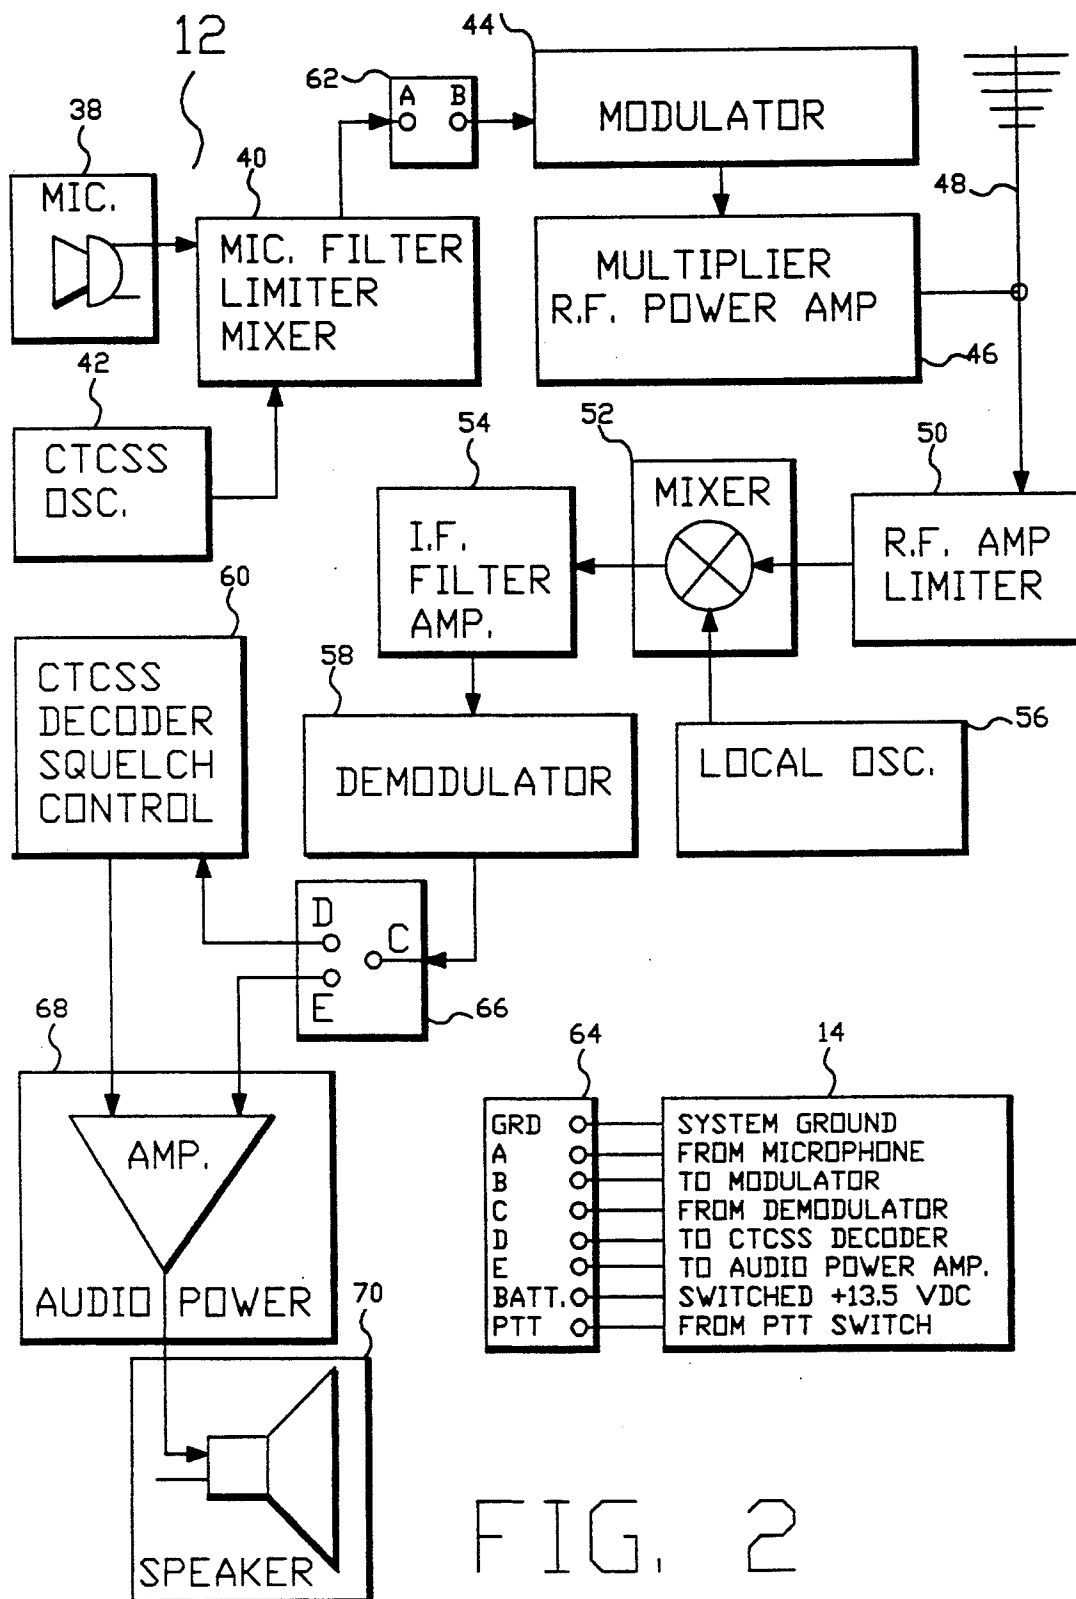 12
44
62
A B
MODULATOR
38
MIC.
40
48
MIC. FILTER
LIMITER
MIXER
MULTIPLIER
R.F. POWER AMP
46
42
CTCSS
OSC.
54
52
50
MIXER
I.F.
FILTER
AMP.
R.F. AMP
LIMITER
60
CTCSS
DECODER
SQUELCH
CONTROL
58
DEMODULATOR
56
LOCAL OSC.
D
C
E
66
68
AMP.
AUDIO POWER
64
14
GRD SYSTEM GROUND
A FROM MICROPHONE
B TO MODULATOR
C FROM DEMODULATOR
D TO CTCSS DECODER
E TO AUDIO POWER AMP.
BATT. SWITCHED +13.5 VDC
PTT FROM PTT SWITCH
70
SPEAKER
FIG. 2